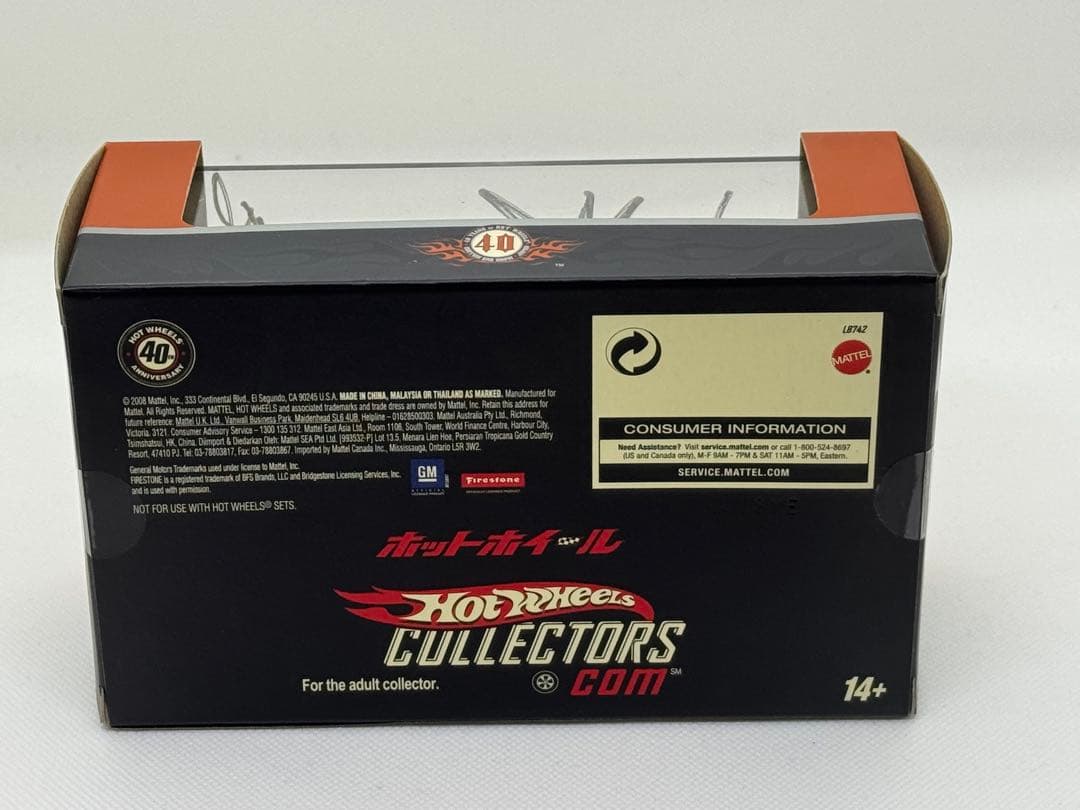 40
HOT WHEELS
40TH
ANNIVERSARY
© 2008 Mattel, Inc., 333 Continental Blvd., El Segundo, CA 90245 U.S.A. MADE IN CHINA, MALAYSIA OR THAILAND AS MARKED. Manufactured for
Mattel. All Rights Reserved. MATTEL, HOT WHEELS and associated trademarks and trade dress are owned by Mattel, Inc. Retain this address for
future reference: Mattel U.K. Ltd., Vanwall Business Park, Maidenhead SL6 4UB. Helpline – 01628500303. Mattel Australia Pty. Ltd., Richmond,
Victoria. 3121. Consumer Advisory Service - 1300 135 312. Mattel East Asia Ltd., Room 1106, South Tower, World Finance Centre, Harbour City,
Tsimshatsui, HK, China. Diimport & Diedarkan Oleh: Mattel SEA Ptd Ltd. (993532-P) Lot 13.5, Menara Lien Hoe, Persiaran Tropicana Golf Country
Resort, 47410 PJ. Tel: 03-78803817, Fax: 03-78803867. Imported by Mattel Canada Inc., Mississauga, Ontario L5R 3W2.
General Motors Trademarks used under license to Mattel, Inc.
FIRESTONE is a registered trademark of BFS Brands, LLC and Bridgestone Licensing Services, Inc.
and is used with permission.
GM
OFFICIAL
LICENSED PRODUCT
Firestone
OFFICIALLY LICENSED PRODUCT
NOT FOR USE WITH HOT WHEELS® SETS.
L8742
MATTEL
CONSUMER INFORMATION
Need Assistance? Visit service.mattel.com or call 1-800-524-8697
(US and Canada only), M-F 9AM - 7PM & SAT 11AM - 5PM, Eastern.
SERVICE.MATTEL.COM
ホットホイール
Hot Wheels
COLLECTORS
.COM SM
For the adult collector.
14+